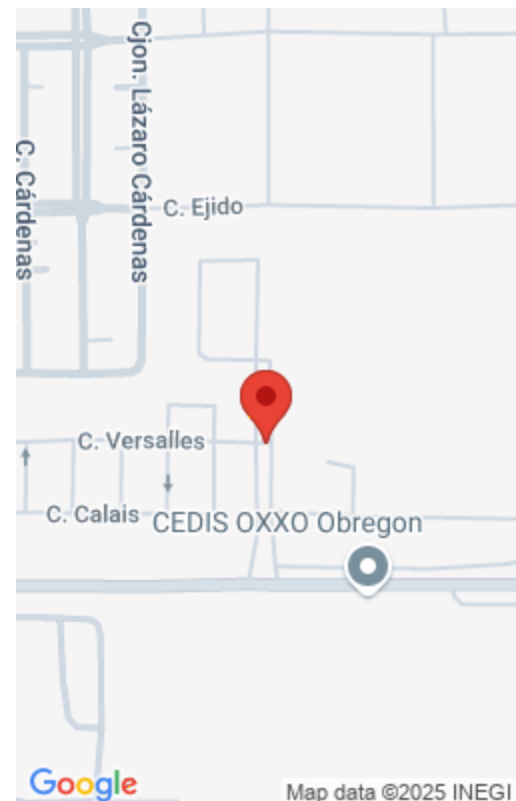 Cjon. Lázaro Cárdenas
C. Cárdenas
C. Ejido
C. Versalles
C. Calais
CEDIS OXXO Obregon
Google
Map data ©2025 INEGI